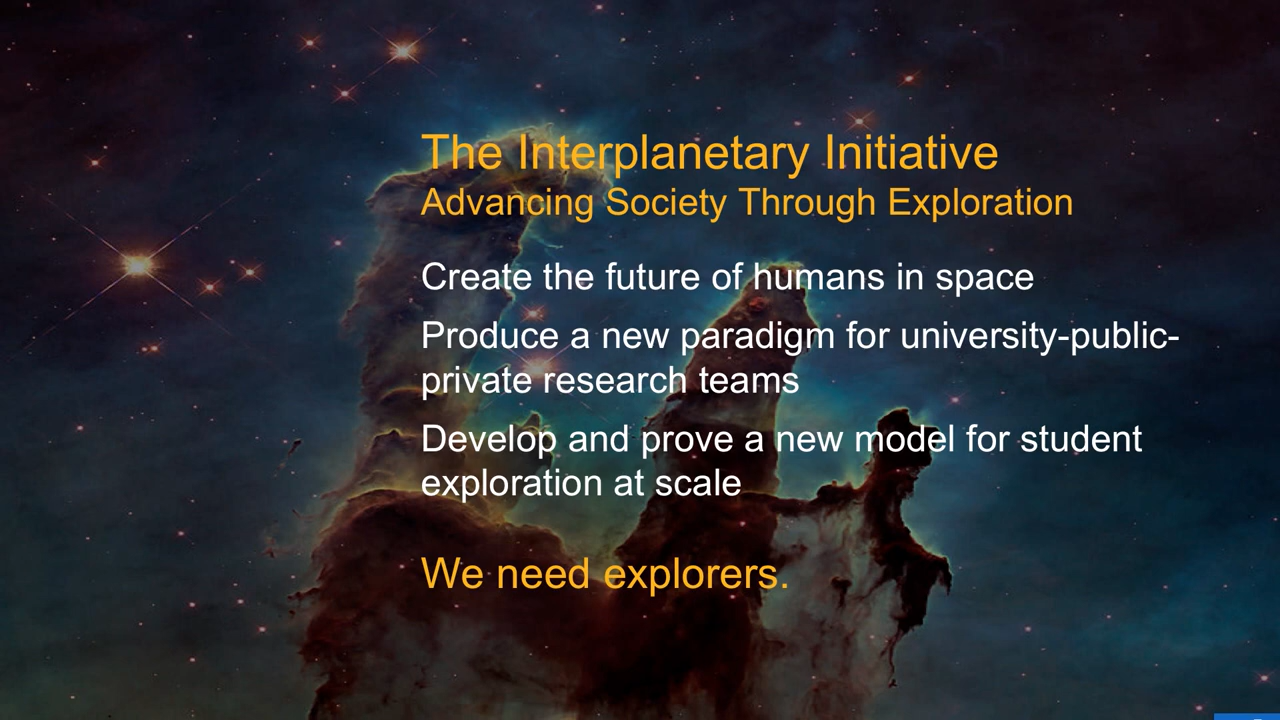 The Interplanetary Initiative
Advancing Society Through Exploration
Create the future of humans in space
Produce a new paradigm for university-public-
private research teams
Develop and prove a new model for student
exploration at scale
We need explorers.